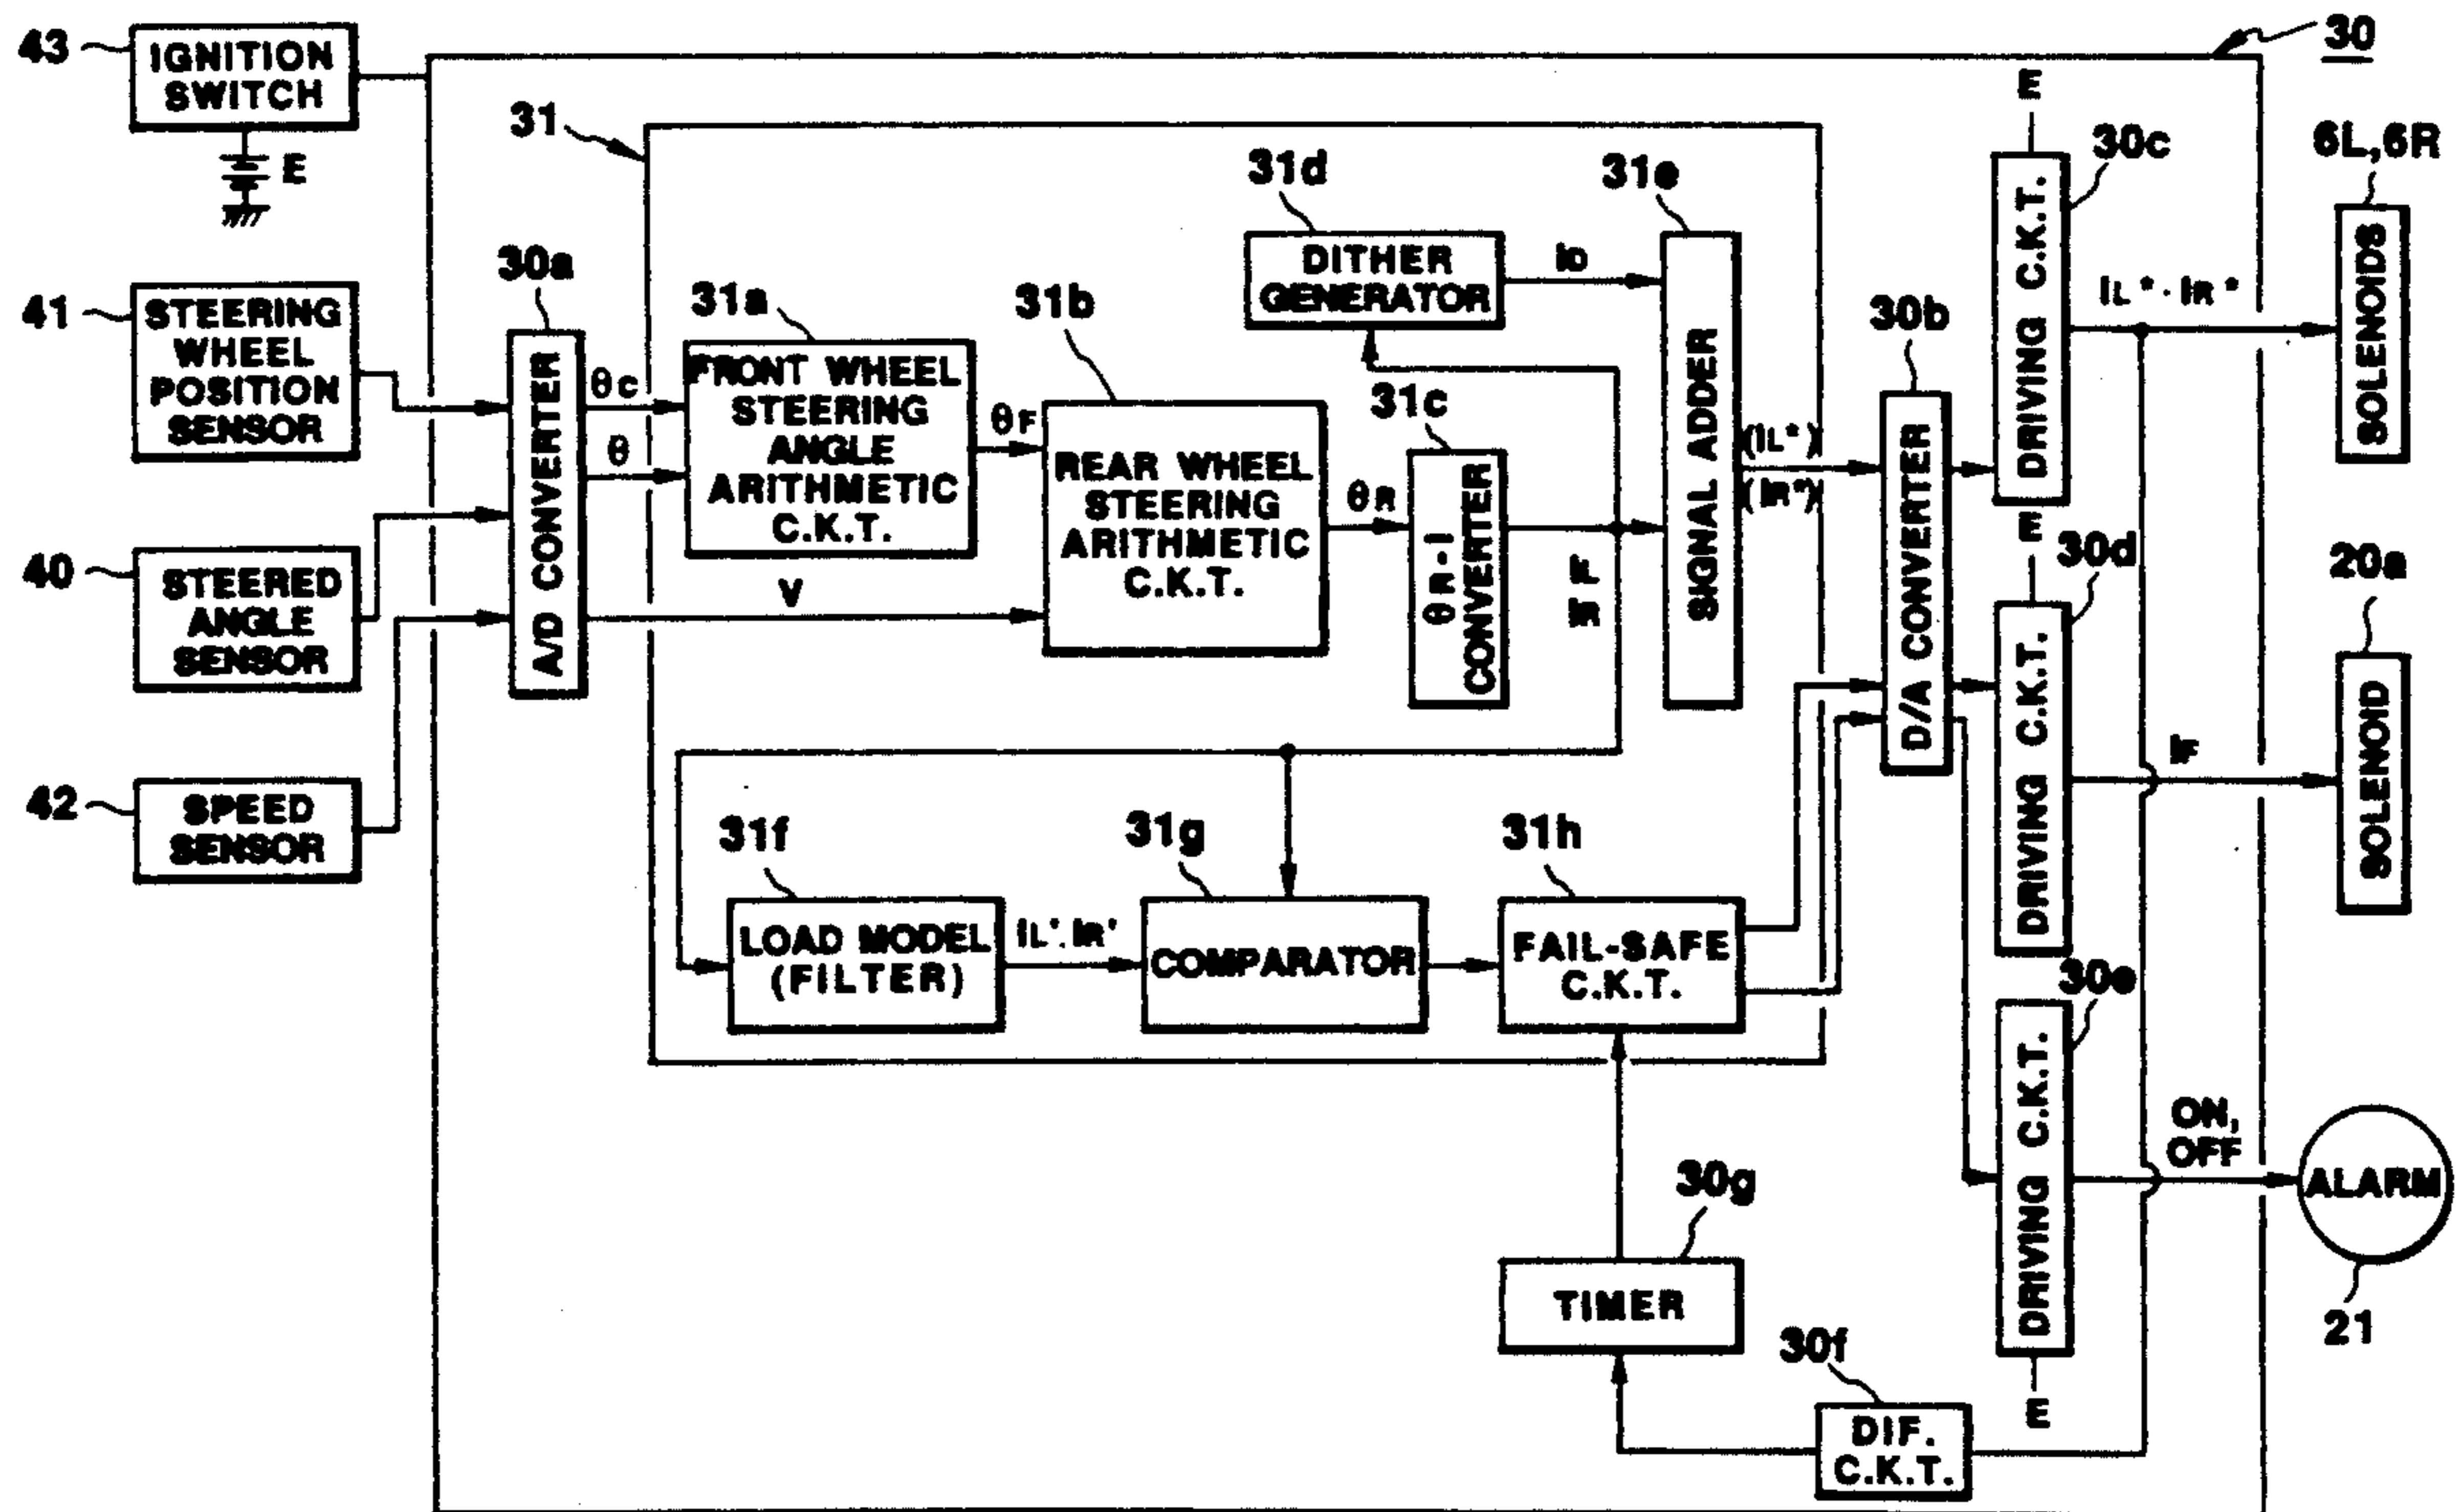 43
IGNITION
SWITCH
E
30
31
E
30c
6L,6R
SOLENOIDS
31d
31e
DITHER
GENERATOR
ID
SIGNAL ADDER
DRIVING C.K.T.
IL*·IR*
41
STEERING
WHEEL
POSITION
SENSOR
30a
A/D CONVERTER
θC
θ
31a
FRONT WHEEL
STEERING
ANGLE
ARITHMETIC
C.K.T.
θF
31b
REAR WHEEL
STEERING
ARITHMETIC
C.K.T.
θR
31c
θR-I
CONVERTER
(IL*)
(IR*)
30b
D/A CONVERTER
40
STEERED
ANGLE
SENSOR
V
E
30d
DRIVING C.K.T.
20a
SOLENOID
IF
42
SPEED
SENSOR
31f
LOAD MODEL
(FILTER)
IL'.IR'
31g
COMPARATOR
31h
FAIL-SAFE
C.K.T.
30e
DRIVING C.K.T.
ON,
OFF
ALARM
21
30g
TIMER
30f
DIF.
C.K.T.
E